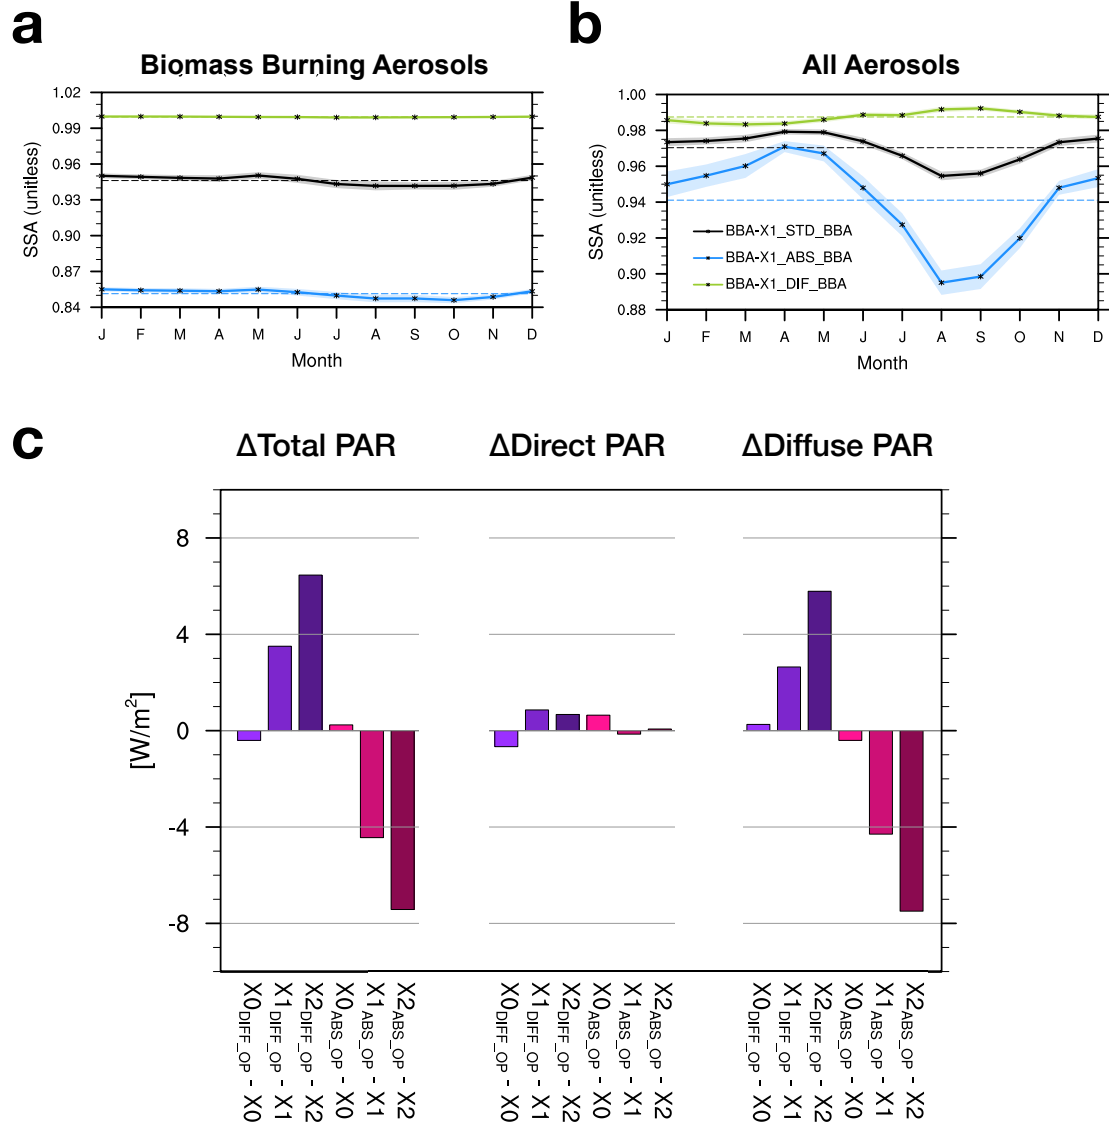 a
Biomass Burning Aerosols
1.02
0.99
0.96
0.93
0.90
0.87
0.84
SSA (unitless)
J F M A M J J A S O N D
Month
b
All Aerosols
1.00
0.98
0.96
0.94
0.92
0.90
0.88
SSA (unitless)
BBA-X1_STD_BBA
BBA-X1_ABS_BBA
BBA-X1_DIF_BBA
J F M A M J J A S O N D
Month
c
ΔTotal PAR
ΔDirect PAR
ΔDiffuse PAR
8
4
0
-4
-8
[W/m²]
X0DIFF_OP - X0
X1DIFF_OP - X1
X2DIFF_OP - X2
X0ABS_OP - X0
X1ABS_OP - X1
X2ABS_OP - X2
X0DIFF_OP - X0
X1DIFF_OP - X1
X2DIFF_OP - X2
X0ABS_OP - X0
X1ABS_OP - X1
X2ABS_OP - X2
X0DIFF_OP - X0
X1DIFF_OP - X1
X2DIFF_OP - X2
X0ABS_OP - X0
X1ABS_OP - X1
X2ABS_OP - X2